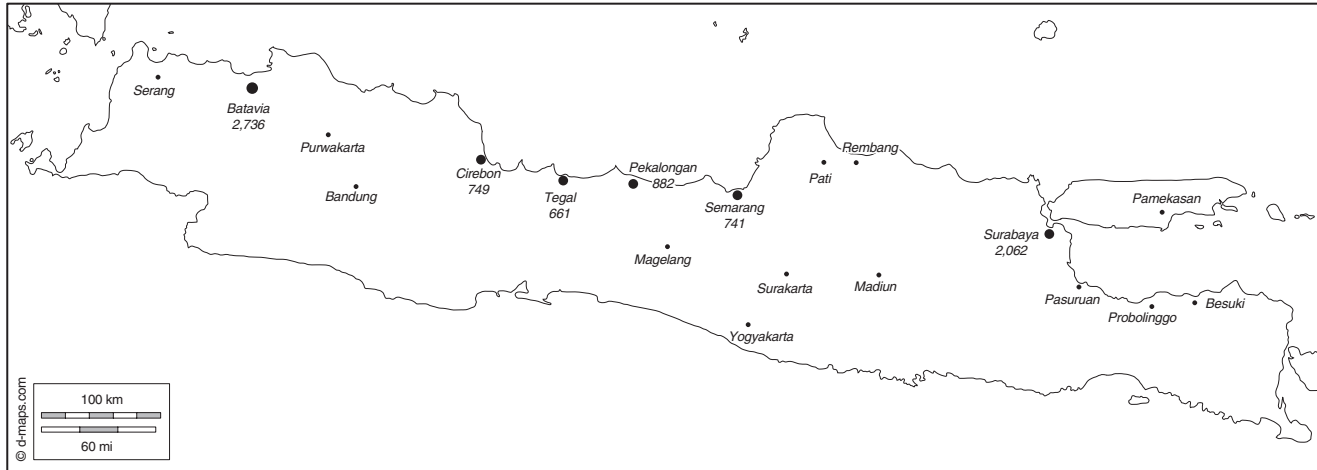 Serang
Batavia
2,736
Purwakarta
Bandung
Cirebon
749
Tegal
661
Pekalongan
882
Semarang
741
Magelang
Pati
Rembang
Surakarta
Madiun
Yogyakarta
Surabaya
2,062
Pamekasan
Pasuruan
Probolinggo
Besuki
© d-maps.com
100 km
60 mi